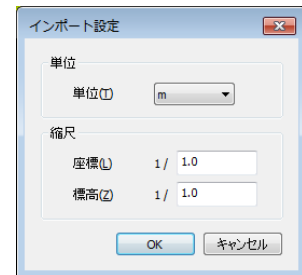 インポート設定
単位
単位(T) m
縮尺
座標(L) 1/ 1.0
標高(Z) 1/ 1.0
OK キャンセル